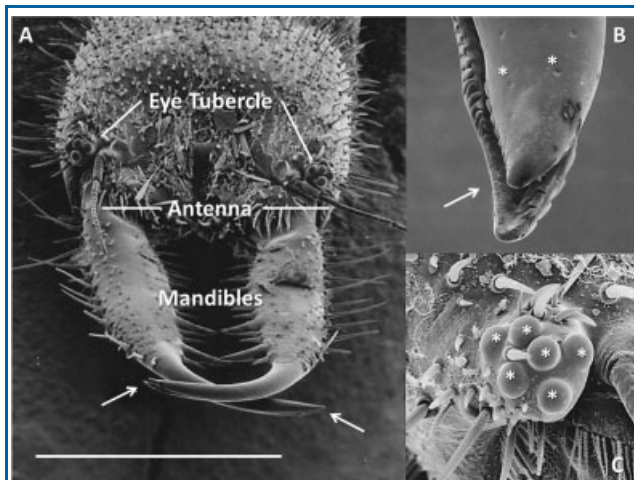 A
Eye Tubercle
Antenna
Mandibles
B
* *
C
* * * * * *